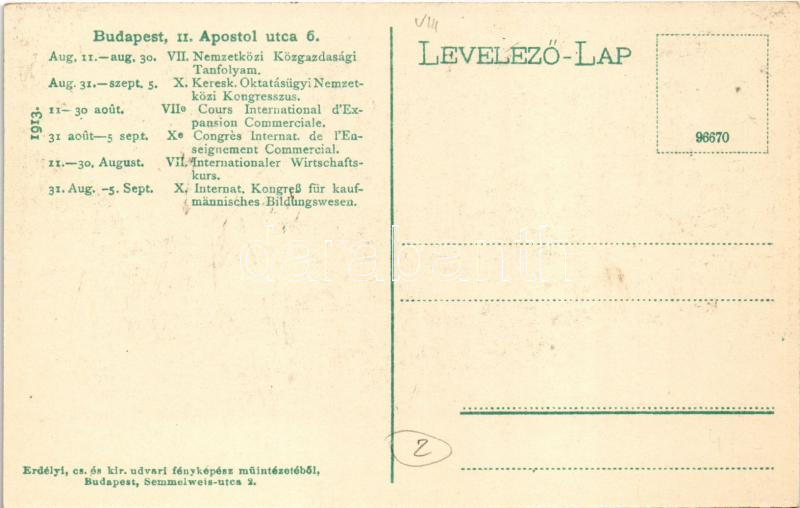 Budapest, II. Apostol utca 6.
1913.
Aug. 11.—aug. 30. VII. Nemzetközi Közgazdasági
Tanfolyam.
Aug. 31.—szept. 5. X. Keresk. Oktatásügyi Nemzet-
közi Kongresszus.
11—30 août. VIIe Cours International d'Ex-
pansion Commerciale.
31 août—5 sept. Xe Congrès Internat. de l'En-
seignement Commercial.
11.—30. August. VII. Internationaler Wirtschafts-
kurs.
31. Aug. -5. Sept. X. Internat. Kongreß für kauf-
männisches Bildungswesen.
VIII
LEVELEZŐ-LAP
96670
darabanth
2
Erdélyi, cs. és kir. udvari fényképész műintézetéből,
Budapest, Semmelweis-utca 2.